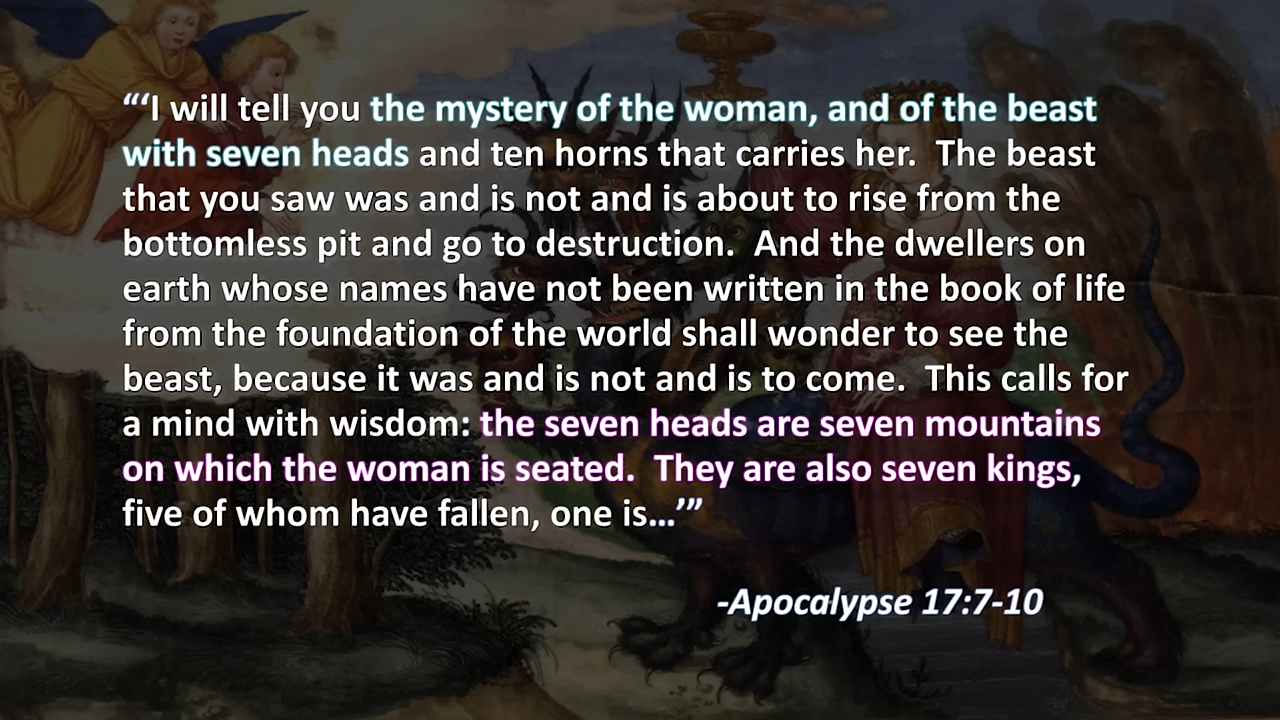 “‘I will tell you the mystery of the woman, and of the beast
with seven heads and ten horns that carries her.  The beast
that you saw was and is not and is about to rise from the
bottomless pit and go to destruction.  And the dwellers on
earth whose names have not been written in the book of life
from the foundation of the world shall wonder to see the
beast, because it was and is not and is to come.  This calls for
a mind with wisdom: the seven heads are seven mountains
on which the woman is seated.  They are also seven kings,
five of whom have fallen, one is…’”
-Apocalypse 17:7-10